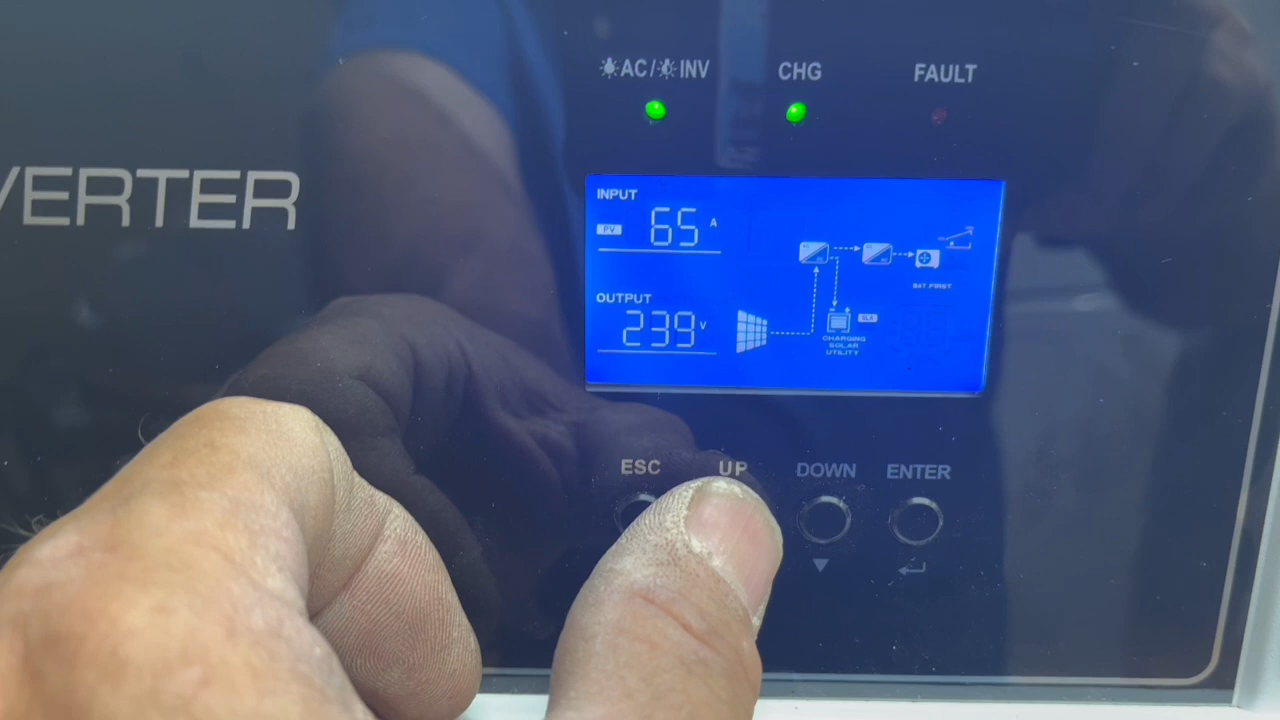 AC/ INV
CHG
FAULT
VERTER
INPUT
PV 65 A
OUTPUT
239 V
BAT FIRST
SLA
CHARGING
SOLAR
UTILITY
ESC
UP
DOWN
ENTER